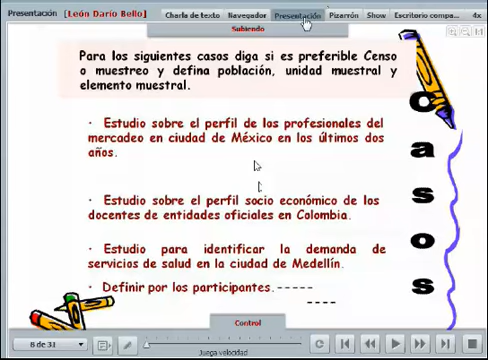 Presentación [León Darío Bello]
Charla de texto Navegador Presentación Pizarrón Show Escritorio compa... 4x
Subiendo
Para los siguientes casos diga si es preferible Censo
o muestreo y defina población, unidad muestral y
elemento muestral.
· Estudio sobre el perfil de los profesionales del
mercadeo en ciudad de México en los últimos dos
años.
· Estudio sobre el perfil socio económico de los
docentes de entidades oficiales en Colombia.
· Estudio para identificar la demanda de
servicios de salud en la ciudad de Medellín.
· Definir por los participantes. -----
----
c
a
s
o
s
Control
8 de 31
Juega velocidad